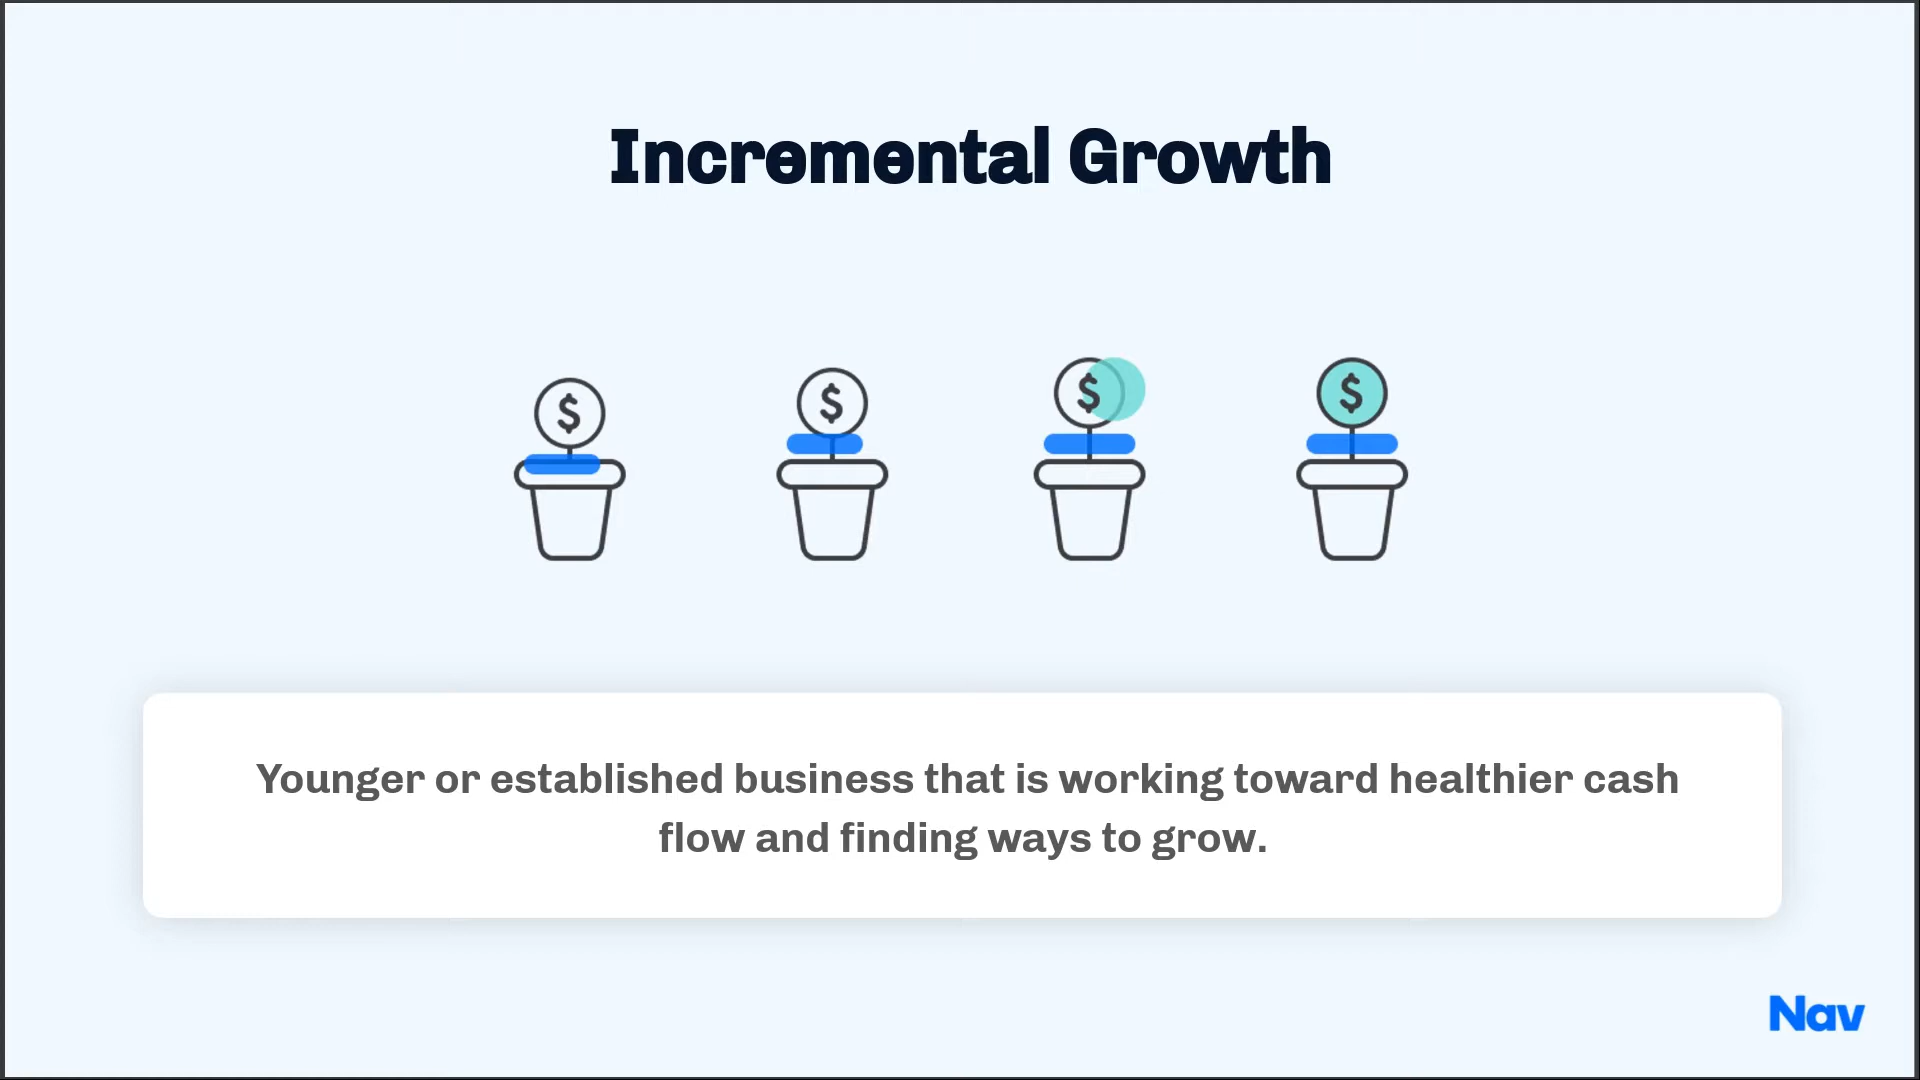 Incremental Growth
$ $ $ $
Younger or established business that is working toward healthier cash
flow and finding ways to grow.
Nav